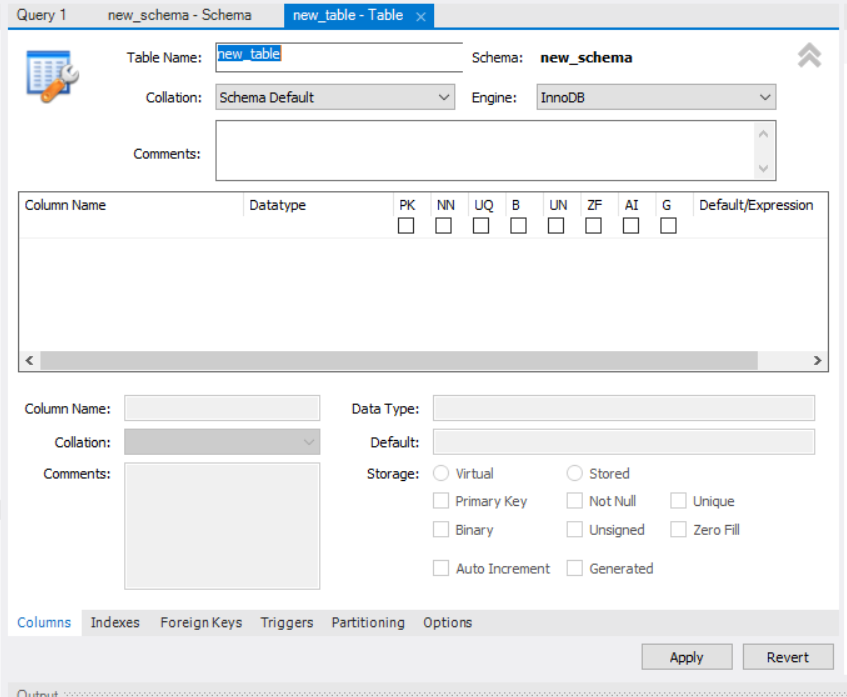 Query 1 new_schema - Schema new_table - Table ×
Table Name: new_table Schema: new_schema
Collation: Schema Default Engine: InnoDB
Comments:
Column Name Datatype PK NN UQ B UN ZF AI G Default/Expression
Column Name: Data Type:
Collation: Default:
Comments: Storage: Virtual Stored
Primary Key Not Null Unique
Binary Unsigned Zero Fill
Auto Increment Generated
Columns Indexes Foreign Keys Triggers Partitioning Options
Apply Revert
Output